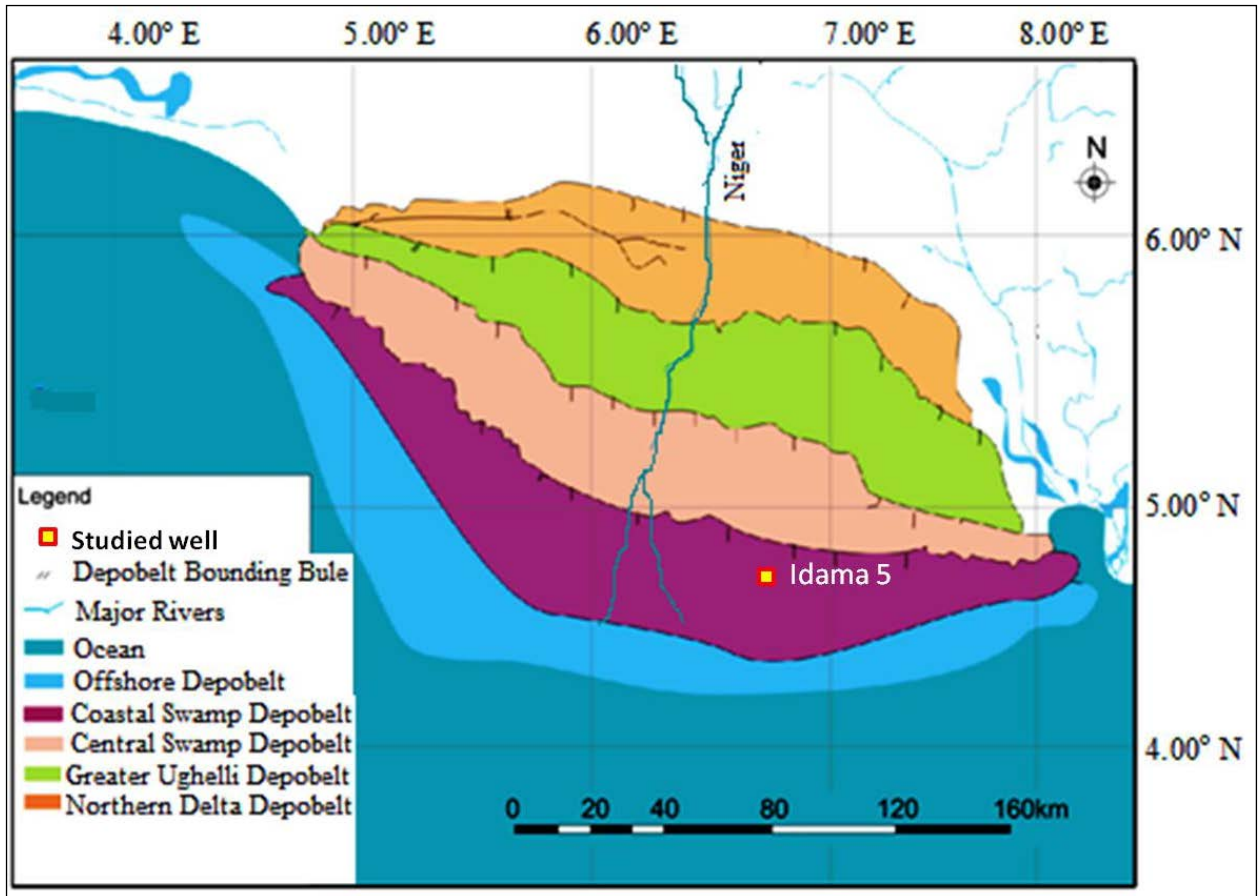 4.00° E 5.00° E 6.00° E 7.00° E 8.00° E
N
Niger
6.00° N
5.00° N
Legend
Studied well
Idama 5
Depobelt Bounding Bule
Major Rivers
Ocean
Offshore Depobelt
Coastal Swamp Depobelt
Central Swamp Depobelt
4.00° N
Greater Ughelli Depobelt
Northern Delta Depobelt
0 20 40 80 120 160km